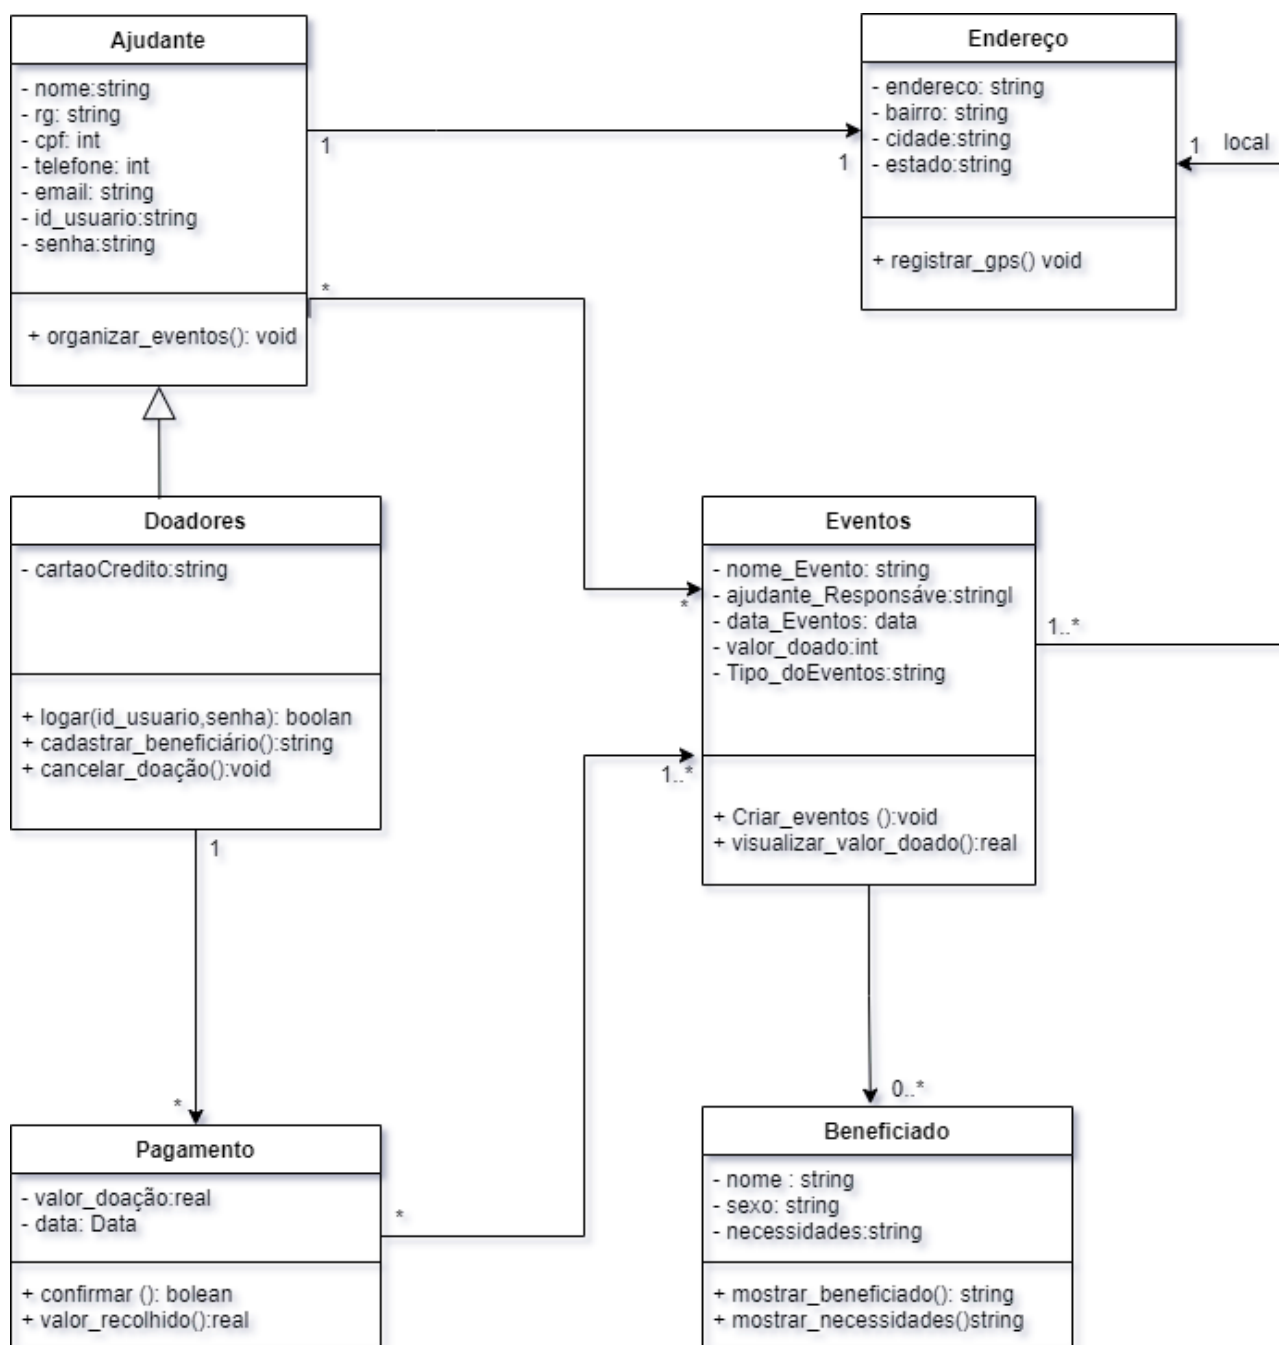 Ajudante
- nome:string
- rg: string
- cpf: int
- telefone: int
- email: string
- id_usuario:string
- senha:string
+ organizar_eventos(): void
1
1
*
Endereço
- endereco: string
- bairro: string
- cidade:string
- estado:string
+ registrar_gps() void
1 local
Doadores
- cartaoCredito:string
+ logar(id_usuario,senha): boolan
+ cadastrar_beneficiário():string
+ cancelar_doação():void
1
*
Eventos
- nome_Evento: string
- ajudante_Responsáve:stringl
- data_Eventos: data
- valor_doado:int
- Tipo_doEventos:string
+ Criar_eventos ():void
+ visualizar_valor_doado():real
*
1..*
1..*
0..*
Pagamento
- valor_doação:real
- data: Data
+ confirmar (): bolean
+ valor_recolhido():real
*
Beneficiado
- nome : string
- sexo: string
- necessidades:string
+ mostrar_beneficiado(): string
+ mostrar_necessidades()string